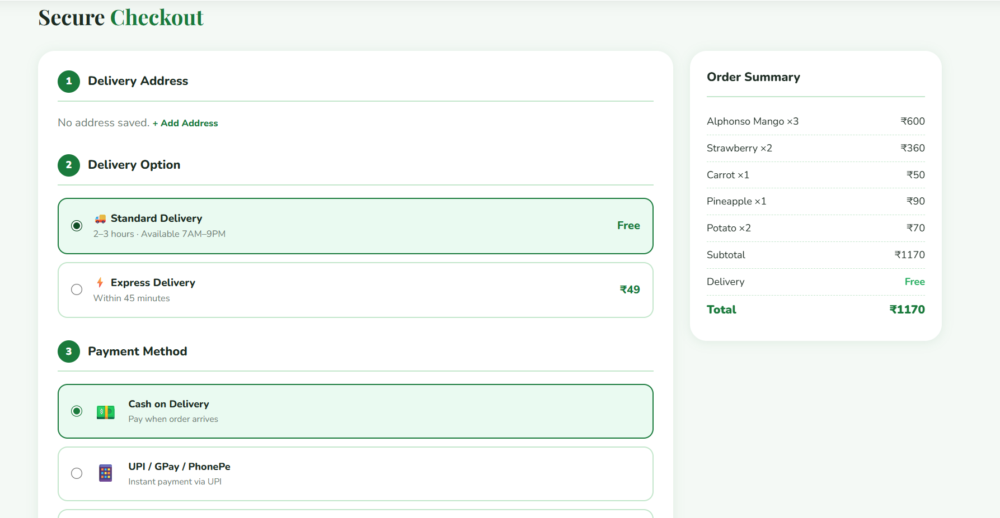 Secure Checkout
1 Delivery Address
No address saved. + Add Address
2 Delivery Option
Standard Delivery
2–3 hours · Available 7AM–9PM
Free
Express Delivery
Within 45 minutes
₹49
3 Payment Method
Cash on Delivery
Pay when order arrives
UPI / GPay / PhonePe
Instant payment via UPI
Order Summary
Alphonso Mango ×3 ₹600
Strawberry ×2 ₹360
Carrot ×1 ₹50
Pineapple ×1 ₹90
Potato ×2 ₹70
Subtotal ₹1170
Delivery Free
Total ₹1170